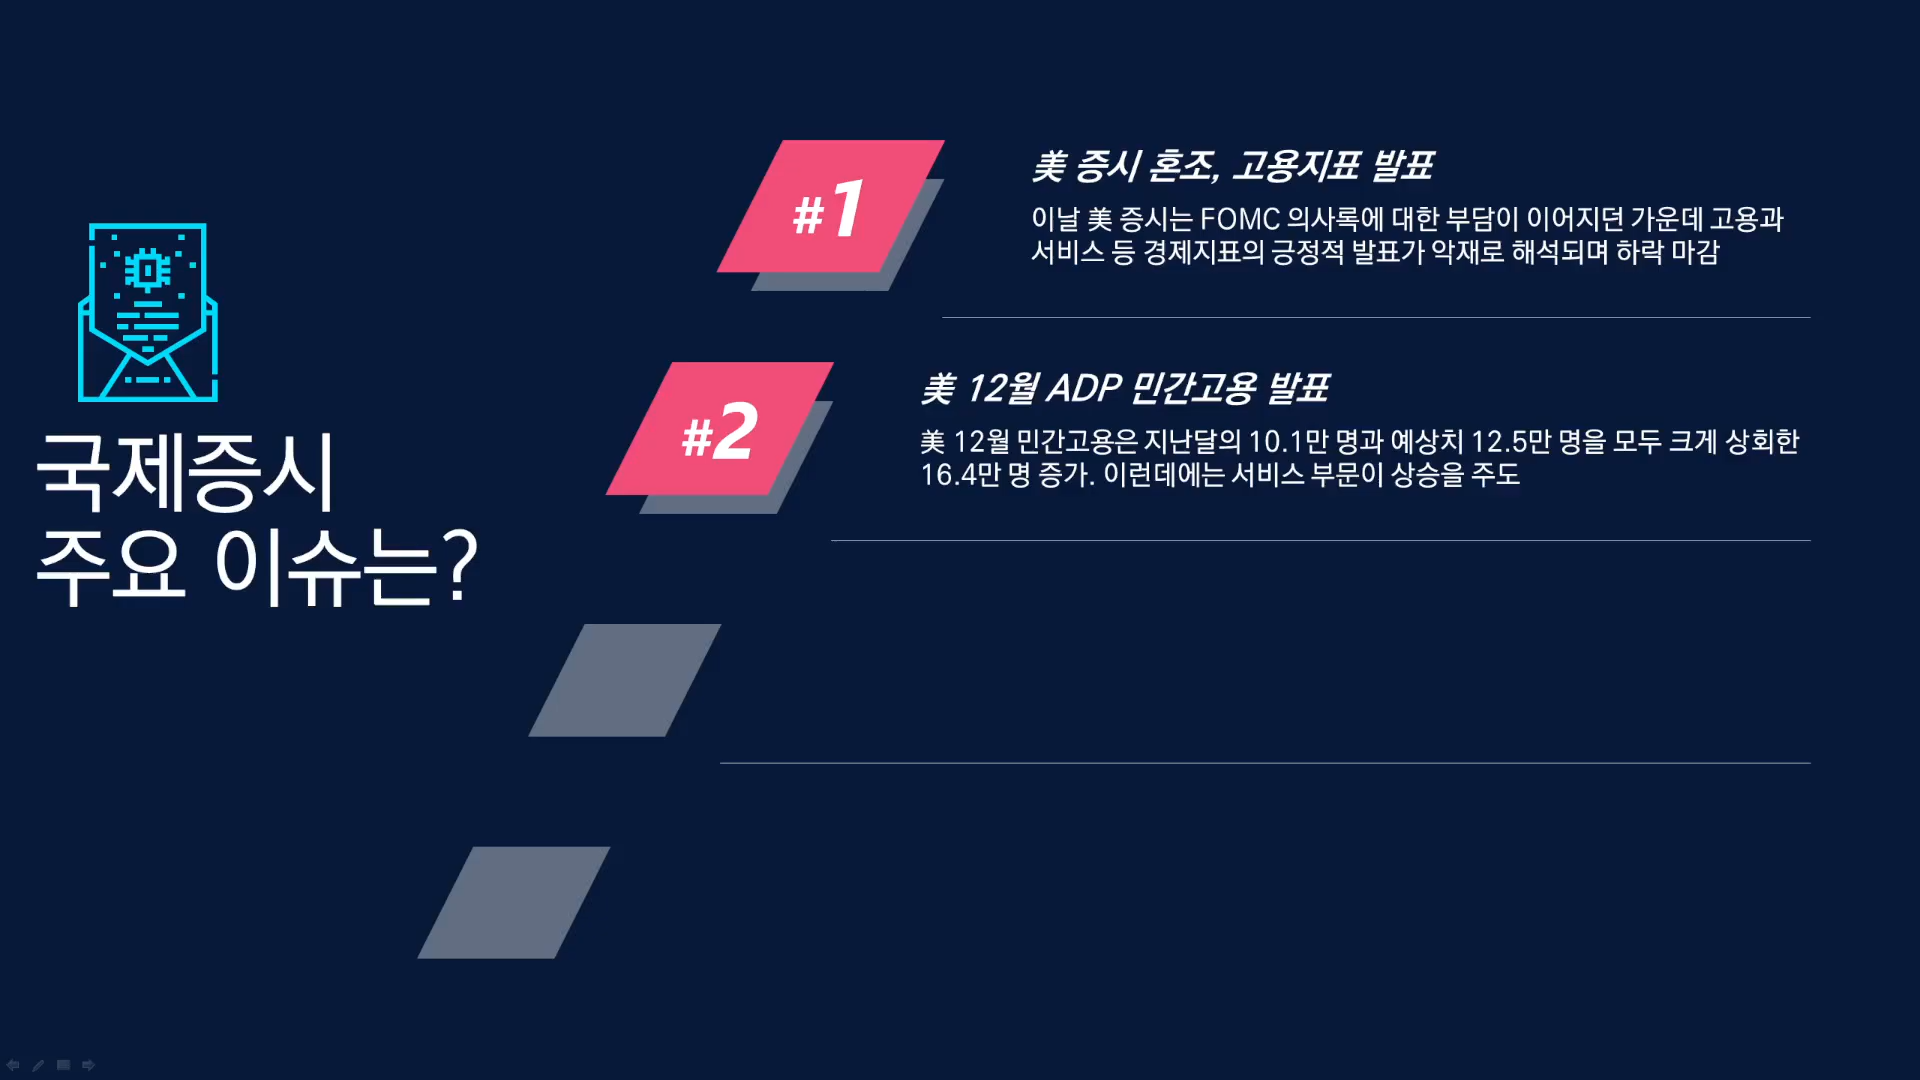 국제증시
주요 이슈는?
#1
美 증시 혼조, 고용지표 발표
이날 美 증시는 FOMC 의사록에 대한 부담이 이어지던 가운데 고용과
서비스 등 경제지표의 긍정적 발표가 악재로 해석되며 하락 마감
#2
美 12월 ADP 민간고용 발표
美 12월 민간고용은 지난달의 10.1만 명과 예상치 12.5만 명을 모두 크게 상회한
16.4만 명 증가. 이런데에는 서비스 부문이 상승을 주도